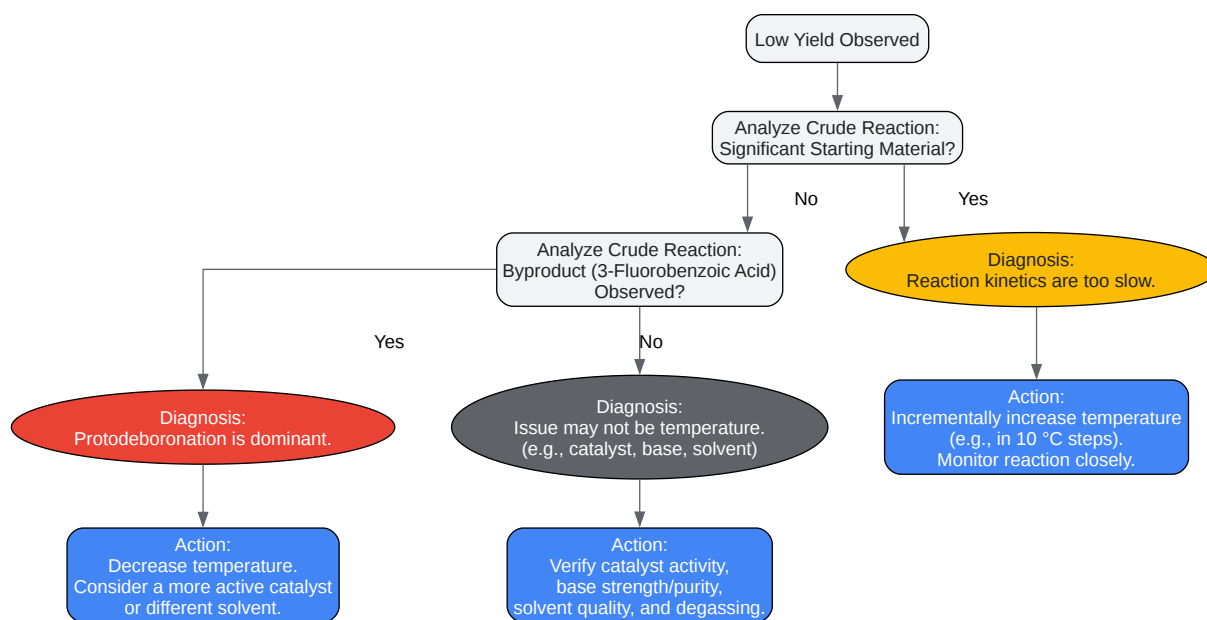 Low Yield Observed
Analyze Crude Reaction:
Significant Starting Material?
No
Yes
Analyze Crude Reaction:
Byproduct (3-Fluorobenzoic Acid)
Observed?
Diagnosis:
Reaction kinetics are too slow.
Yes
No
Diagnosis:
Protodeboronation is dominant.
Diagnosis:
Issue may not be temperature.
(e.g., catalyst, base, solvent)
Action:
Incrementally increase temperature
(e.g., in 10 °C steps).
Monitor reaction closely.
Action:
Decrease temperature.
Consider a more active catalyst
or different solvent.
Action:
Verify catalyst activity,
base strength/purity,
solvent quality, and degassing.